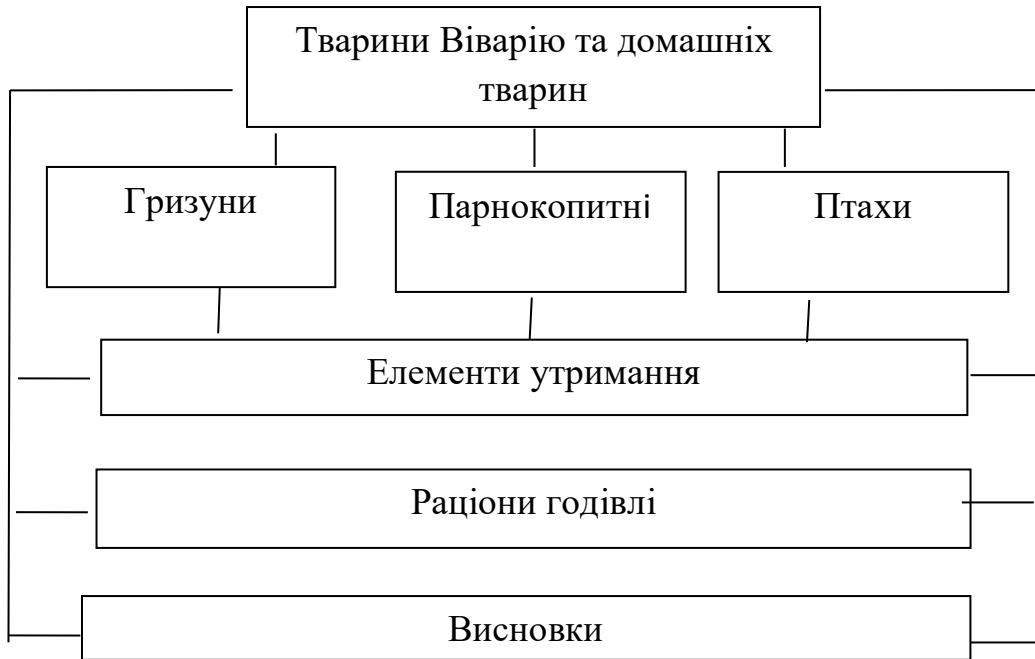 Тварини Віварію та домашніх
тварин
Гризуни
Парнокопитні
Птахи
Елементи утримання
Раціони годівлі
Висновки